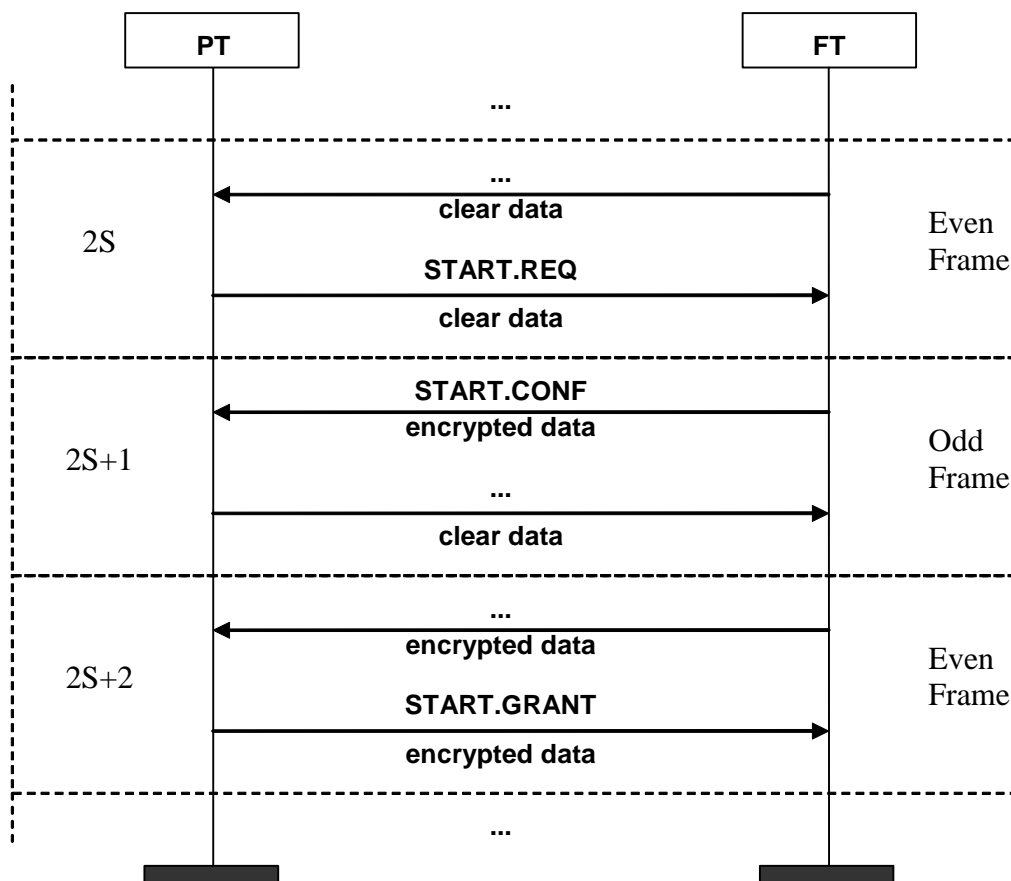 PT
FT
...
...
clear data
2S
Even
Frame
START.REQ
clear data
START.CONF
encrypted data
2S+1
Odd
Frame
...
clear data
...
encrypted data
2S+2
Even
Frame
START.GRANT
encrypted data
...